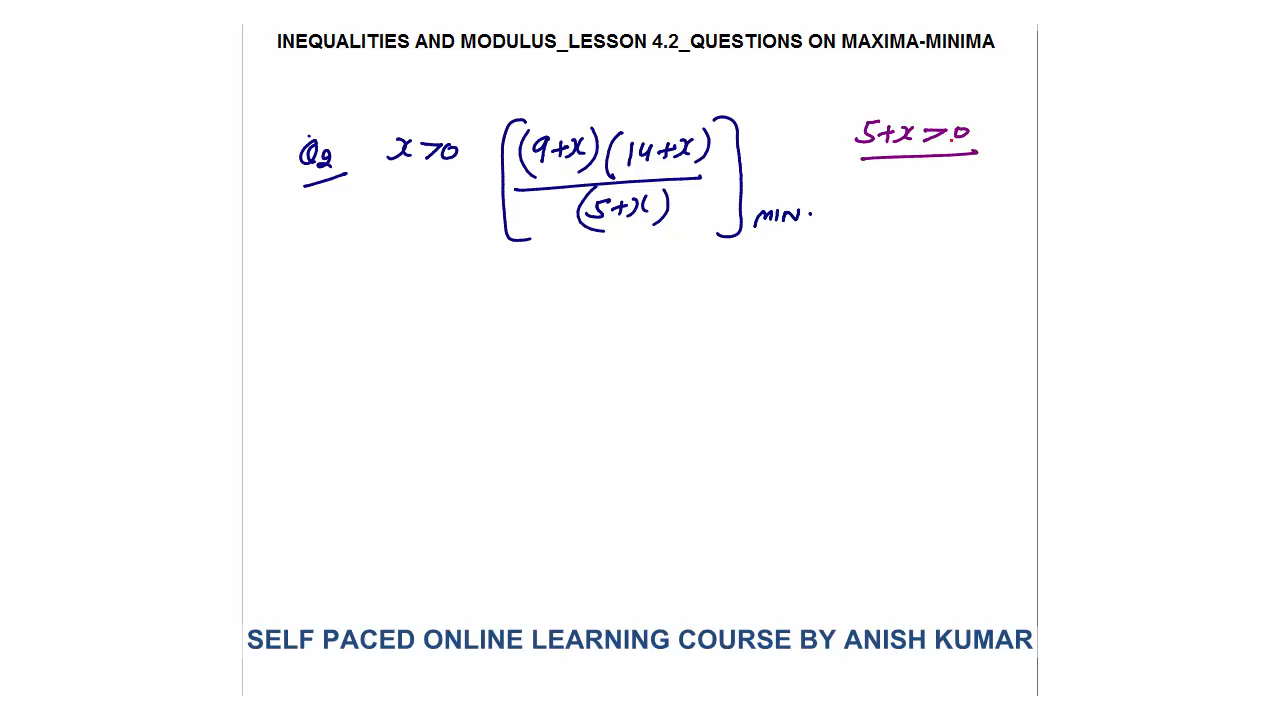 INEQUALITIES AND MODULUS_LESSON 4.2_QUESTIONS ON MAXIMA-MINIMA
Q2 x>0 [(9+x)(14+x)/(5+x)] MIN.
5+x>0
SELF PACED ONLINE LEARNING COURSE BY ANISH KUMAR